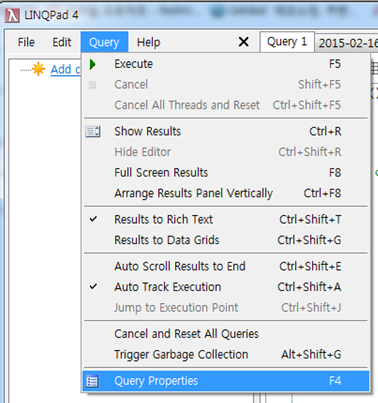 LINQPad 4
File Edit Query Help
Query 1 2015-02-16
Add c
Execute F5
Cancel Shift+F5
Cancel All Threads and Reset Ctrl+Shift+F5
Show Results Ctrl+R
Hide Editor Ctrl+Shift+R
Full Screen Results F8
Arrange Results Panel Vertically Ctrl+F8
Results to Rich Text Ctrl+Shift+T
Results to Data Grids Ctrl+Shift+G
Auto Scroll Results to End Ctrl+Shift+E
Auto Track Execution Ctrl+Shift+A
Jump to Execution Point Ctrl+Shift+J
Cancel and Reset All Queries
Trigger Garbage Collection Alt+Shift+G
Query Properties F4